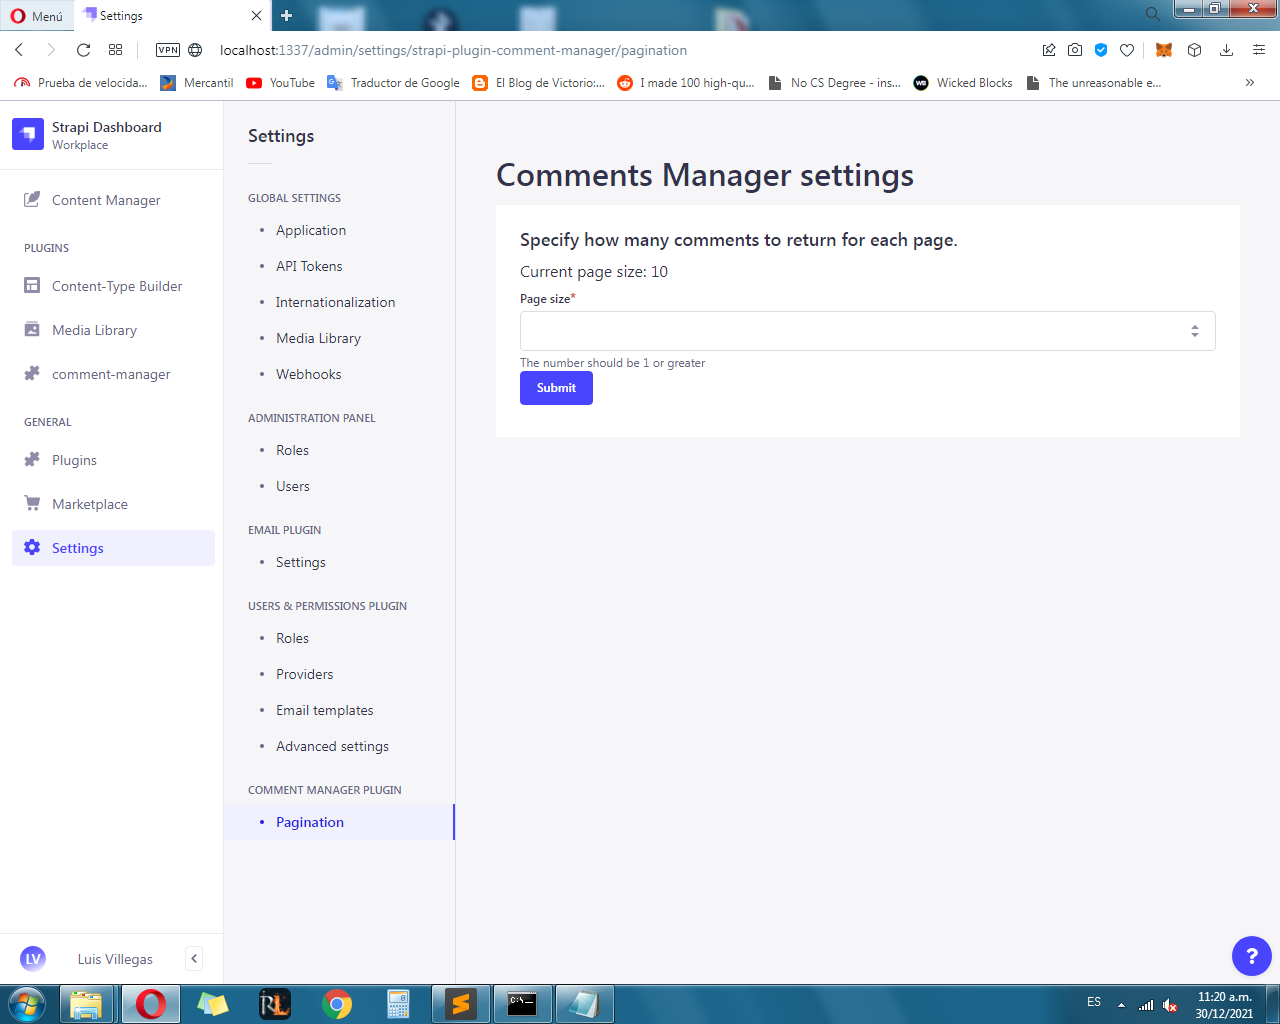 Menú
Settings
VPN
localhost:1337/admin/settings/strapi-plugin-comment-manager/pagination
Prueba de velocida...
Mercantil
YouTube
Traductor de Google
El Blog de Victorio:...
I made 100 high-qu...
No CS Degree - ins...
Wicked Blocks
The unreasonable e...
Strapi Dashboard
Workplace
Content Manager
PLUGINS
Content-Type Builder
Media Library
comment-manager
GENERAL
Plugins
Marketplace
Settings
LV
Luis Villegas
Settings
GLOBAL SETTINGS
Application
API Tokens
Internationalization
Media Library
Webhooks
ADMINISTRATION PANEL
Roles
Users
EMAIL PLUGIN
Settings
USERS & PERMISSIONS PLUGIN
Roles
Providers
Email templates
Advanced settings
COMMENT MANAGER PLUGIN
Pagination
Comments Manager settings
Specify how many comments to return for each page.
Current page size: 10
Page size*
The number should be 1 or greater
Submit
?
RL
C:\_
ES
11:20 a.m.
30/12/2021